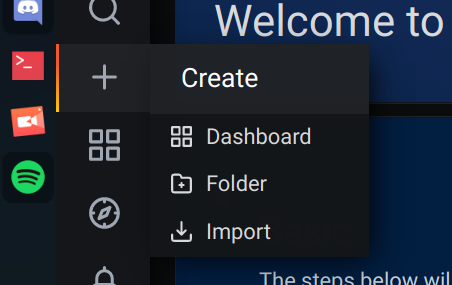 Welcome to
Create
Dashboard
Folder
Import
The steps below wil